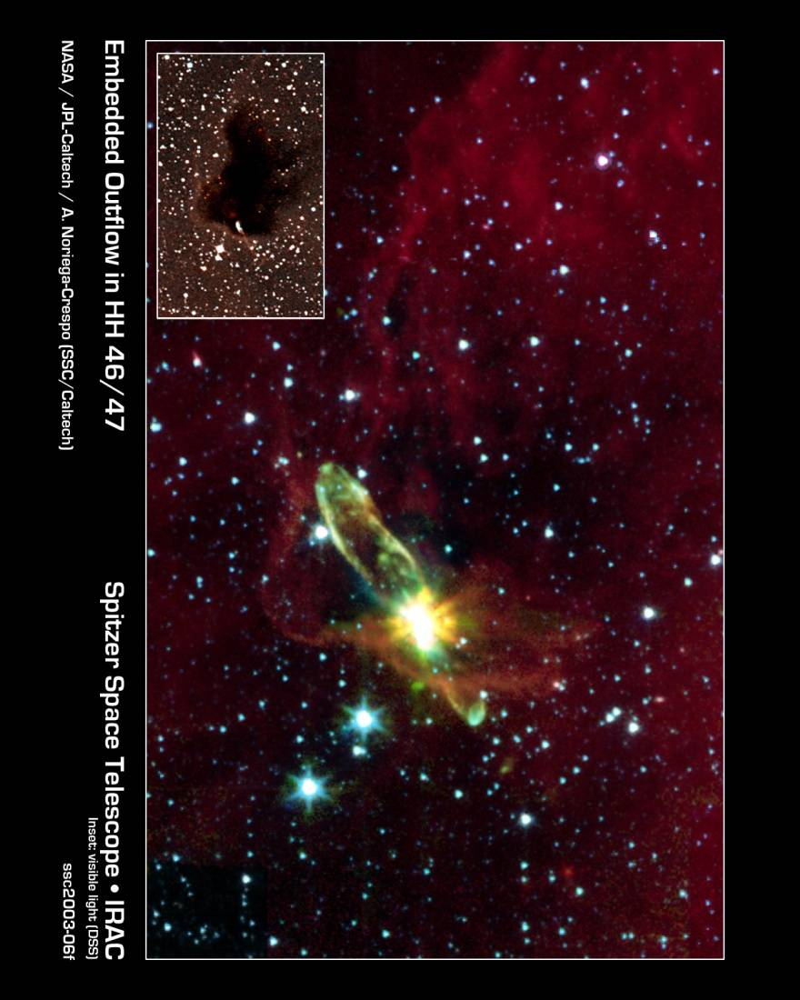 Embedded Outflow in HH 46/47
NASA / JPL-Caltech / A. Noriega-Crespo (SSC/Caltech)
Spitzer Space Telescope • IRAC
Inset: visible light (DSS)
ssc2003-06f